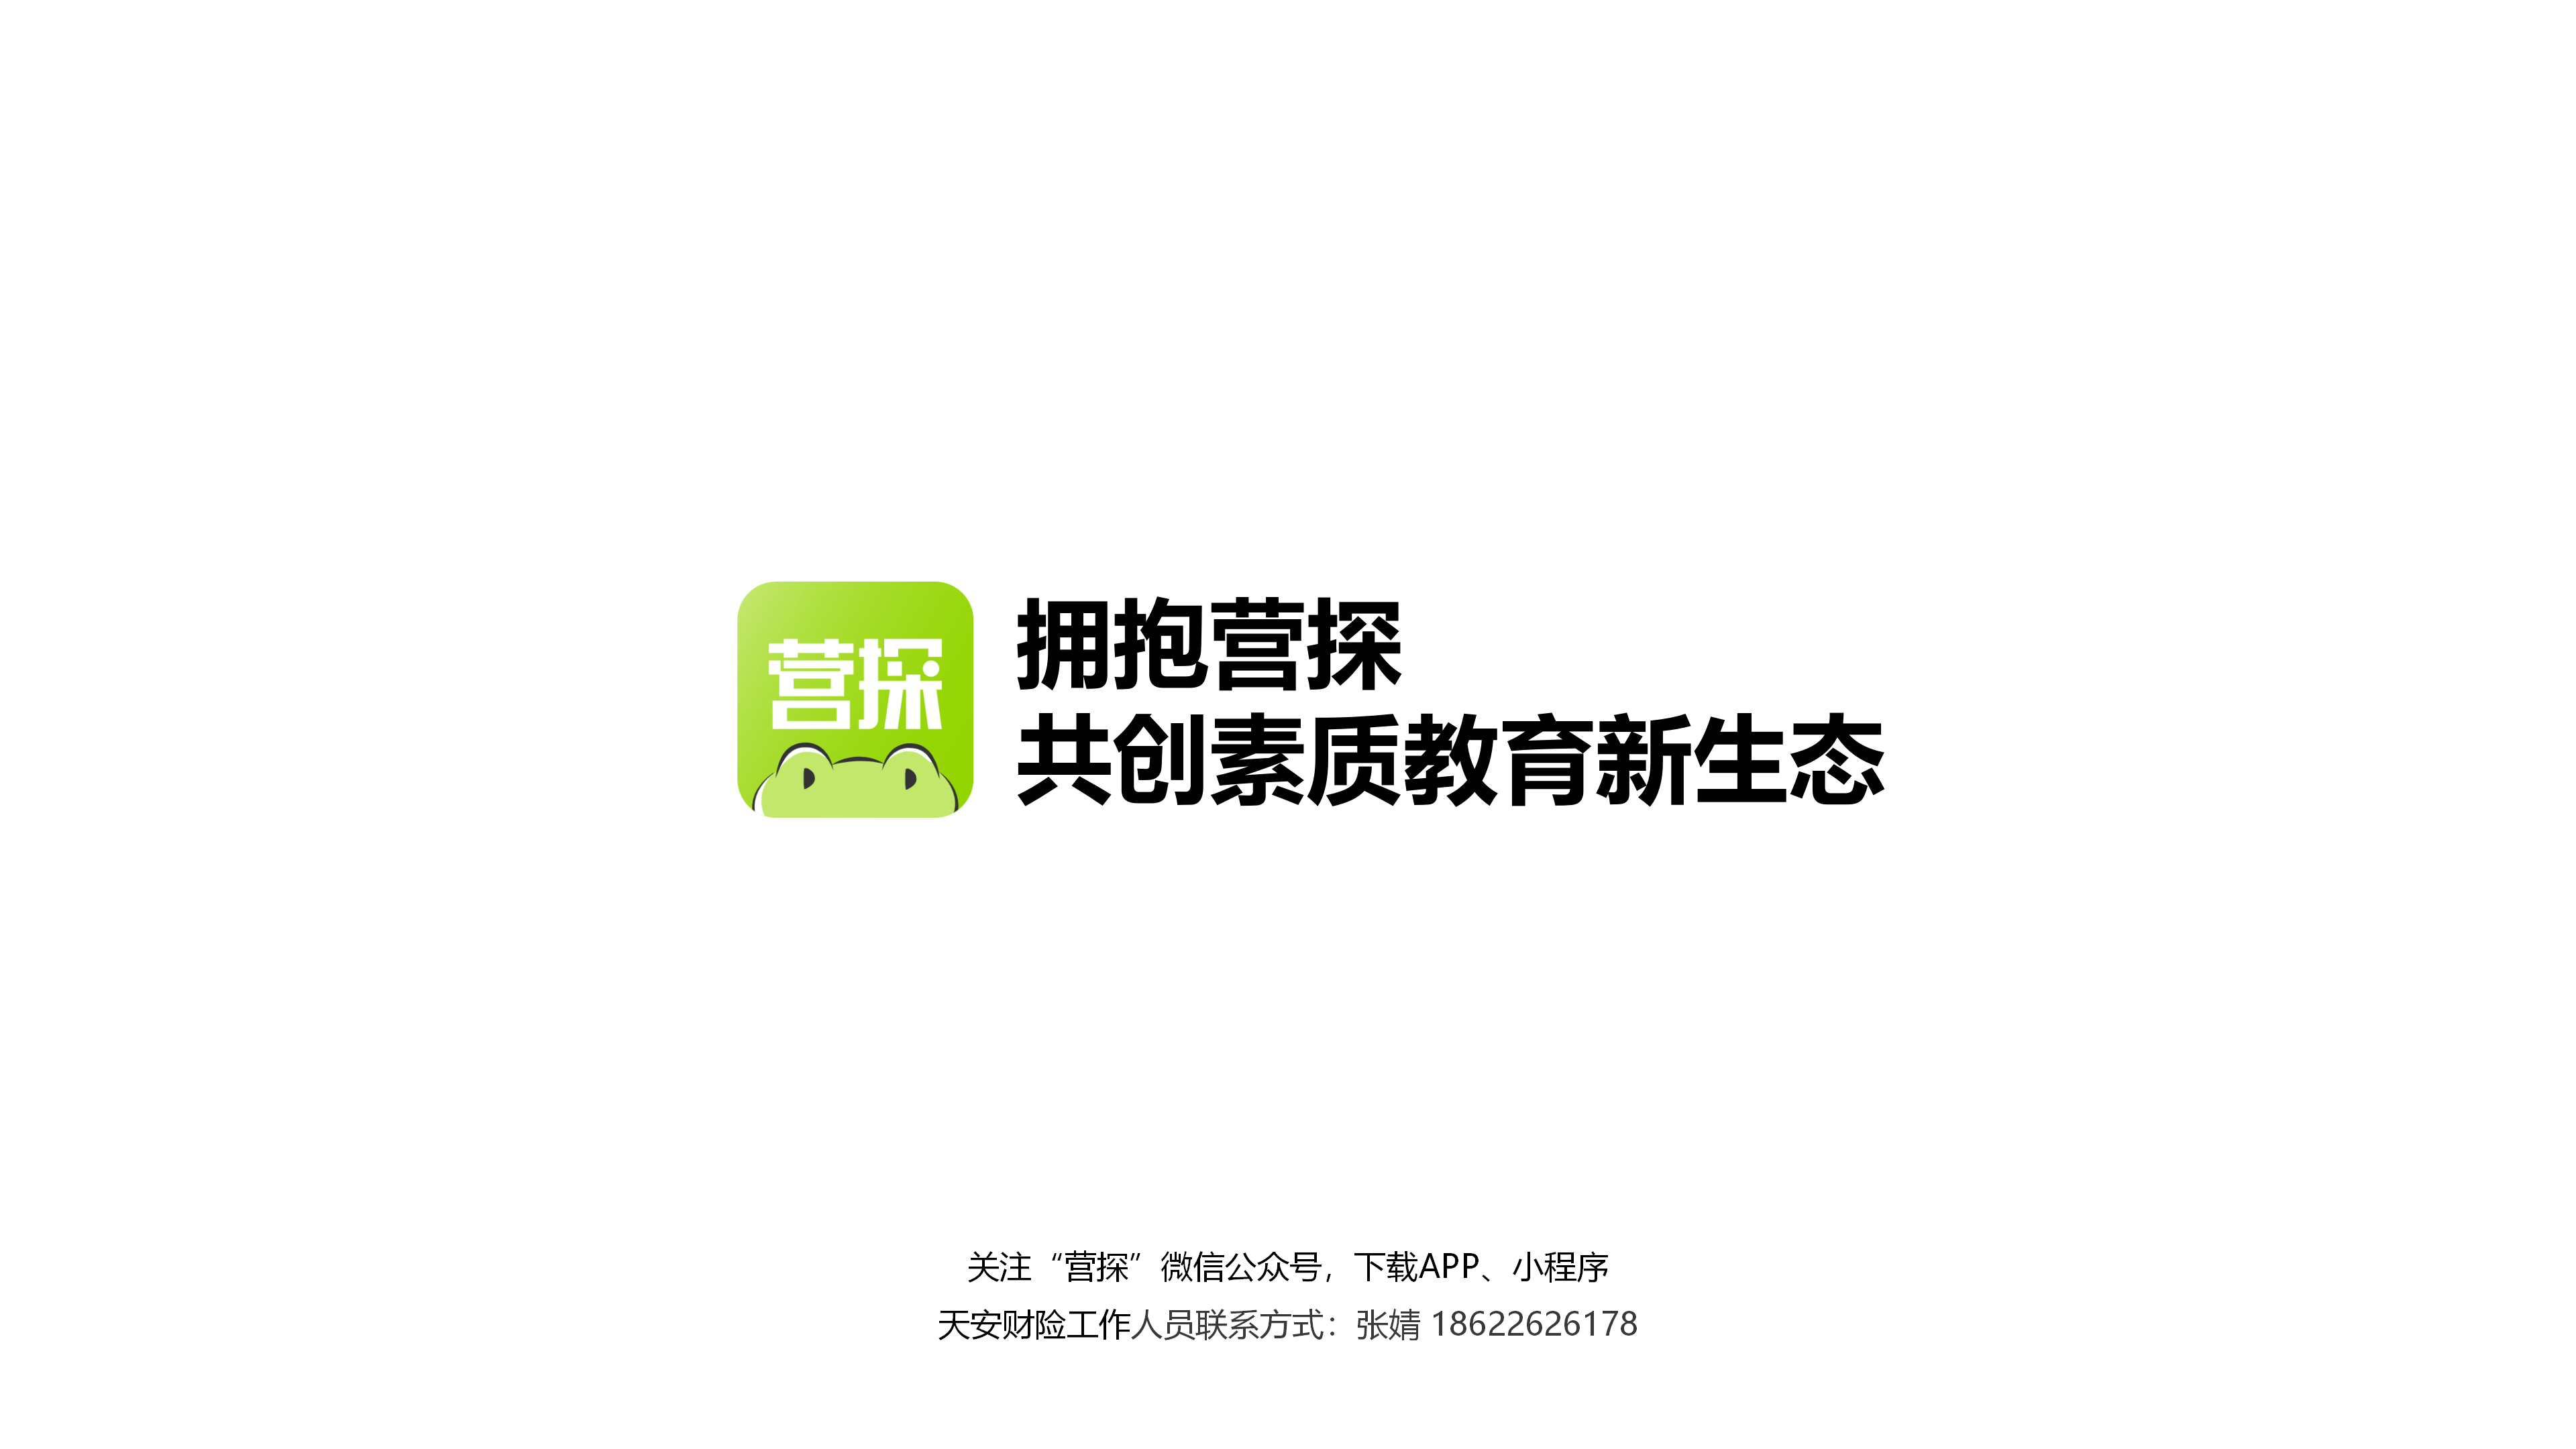 营探
拥抱营探
共创素质教育新生态
关注“营探”微信公众号，下载APP、小程序
天安财险工作人员联系方式：张婧 18622626178